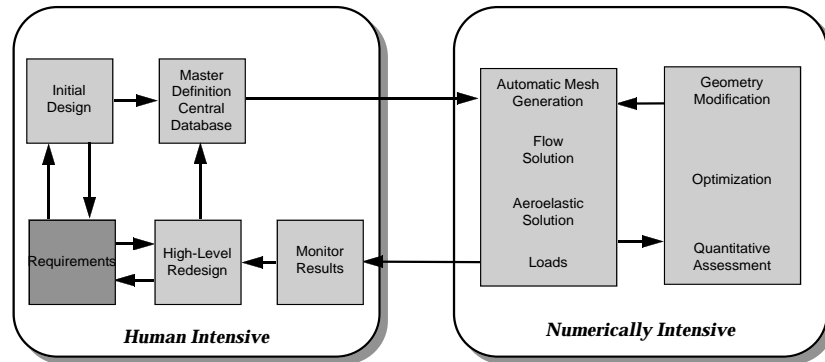 Initial
Design
Master
Definition
Central
Database
Requirements
High-Level
Redesign
Monitor
Results
Human Intensive
Automatic Mesh
Generation
Flow
Solution
Aeroelastic
Solution
Loads
Geometry
Modification
Optimization
Quantitative
Assessment
Numerically Intensive